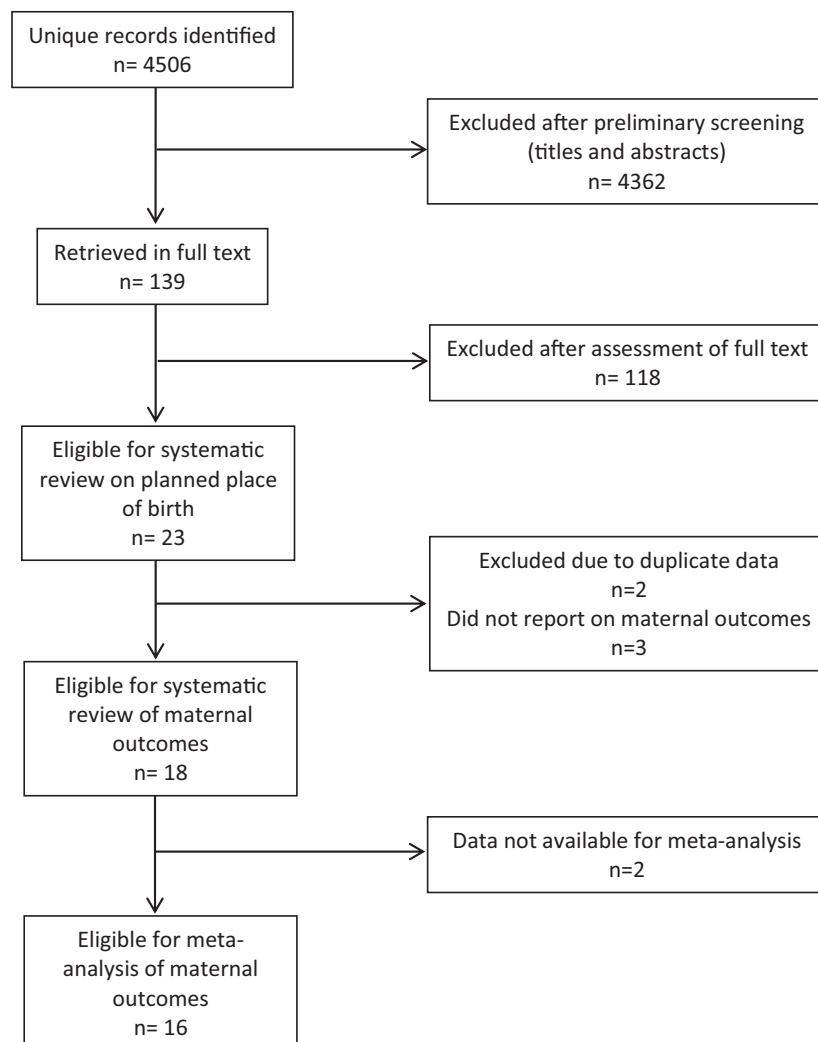 Unique records identified
n= 4506
Excluded after preliminary screening
(titles and abstracts)
n= 4362
Retrieved in full text
n= 139
Excluded after assessment of full text
n= 118
Eligible for systematic
review on planned place
of birth
n= 23
Excluded due to duplicate data
n=2
Did not report on maternal outcomes
n=3
Eligible for systematic
review of maternal
outcomes
n= 18
Data not available for meta-analysis
n=2
Eligible for meta-
analysis of maternal
outcomes
n= 16